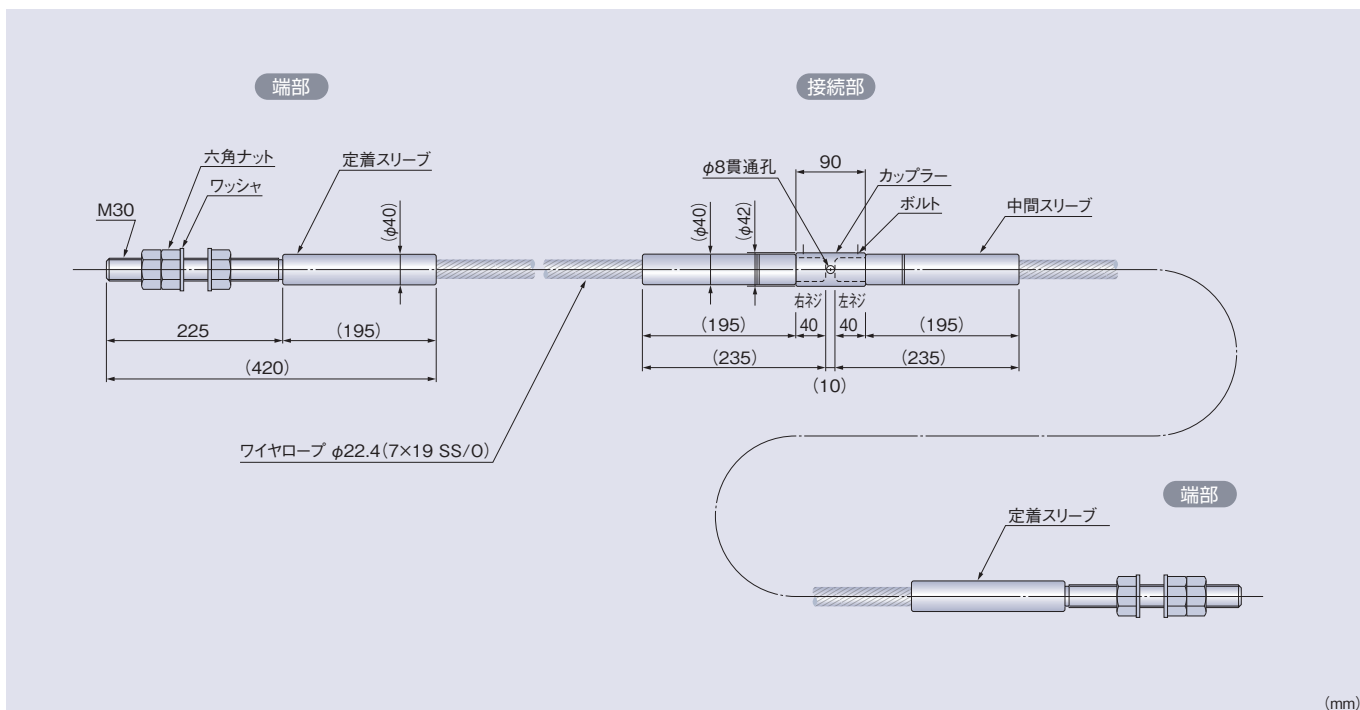 端部
接続部
六角ナット
定着スリーブ
ワッシャ
M30
(φ40)
225
(195)
(420)
φ8貫通孔
90
カップラー
ボルト
中間スリーブ
(φ40)
(φ42)
右ネジ
左ネジ
(195)
40
40
(195)
(235)
(235)
(10)
ワイヤロープ φ22.4(7×19 SS/O)
端部
定着スリーブ
(mm)